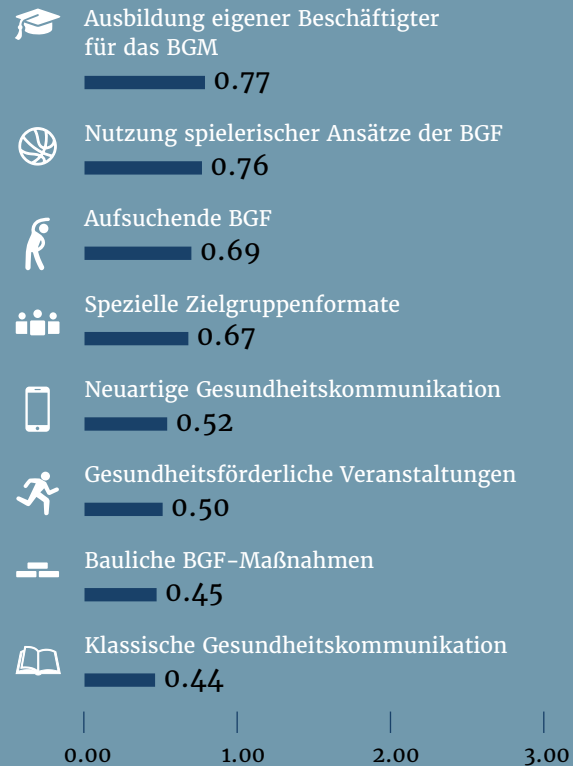 Ausbildung eigener Beschäftigter
für das BGM
0.77
Nutzung spielerischer Ansätze der BGF
0.76
Aufsuchende BGF
0.69
Spezielle Zielgruppenformate
0.67
Neuartige Gesundheitskommunikation
0.52
Gesundheitsförderliche Veranstaltungen
0.50
Bauliche BGF-Maßnahmen
0.45
Klassische Gesundheitskommunikation
0.44
0.00 1.00 2.00 3.00